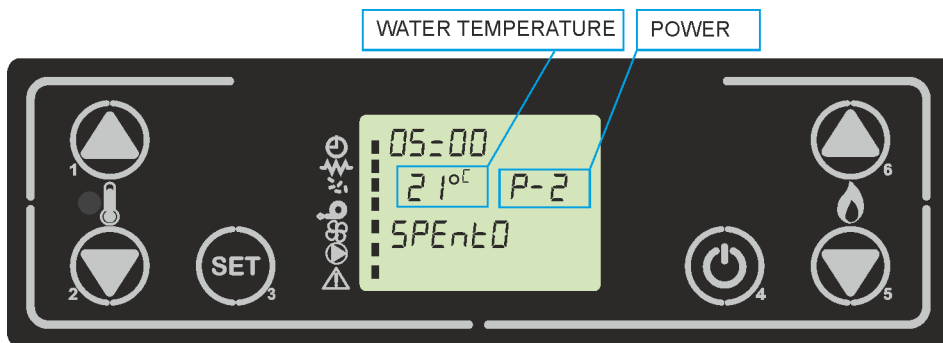 WATER TEMPERATURE
POWER
05=00
21°C
P-2
SPEntO
1
2
SET
3
4
5
6